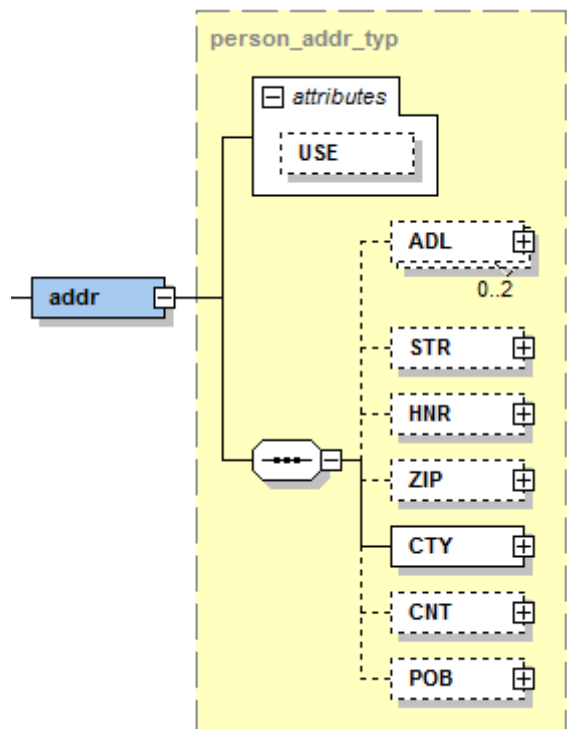 person_addr_typ
attributes
USE
ADL
0..2
addr
STR
HNR
ZIP
CTY
CNT
POB